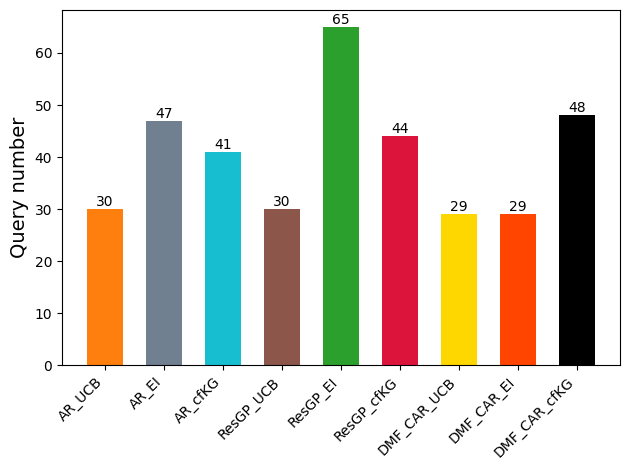 Query number
60
50
40
30
20
10
0
30
47
41
30
65
44
29
29
48
AR_UCB
AR_EI
AR_cfKG
ResGP_UCB
ResGP_EI
ResGP_cfKG
DMF_CAR_UCB
DMF_CAR_EI
DMF_CAR_cfKG